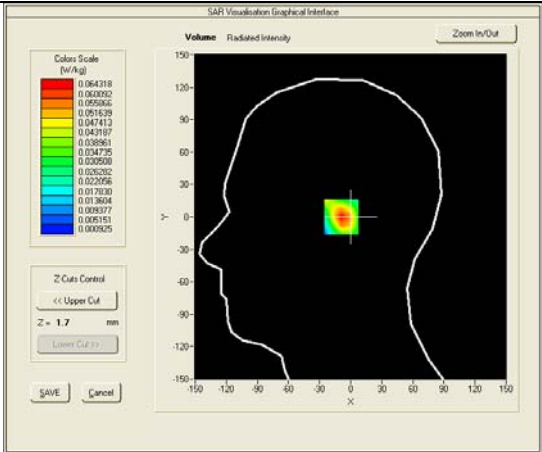 SAR Visualisation Graphical Interface
Volume Radiated Intensity
Zoom In/Out
Colors Scale
(W/kg)
0.064318
0.060092
0.055866
0.051639
0.047413
0.043187
0.038961
0.034735
0.030508
0.026282
0.022056
0.017830
0.013604
0.009377
0.005151
0.000925
Z-Cuts Control
<< Upper Cut
Z = 1.7 mm
Lower Cut >>
SAVE Cancel
150
120
90
60
30
0
-30
-60
-90
-120
-150
Y
-150 -120 -90 -60 -30 0 30 60 90 120 150
X